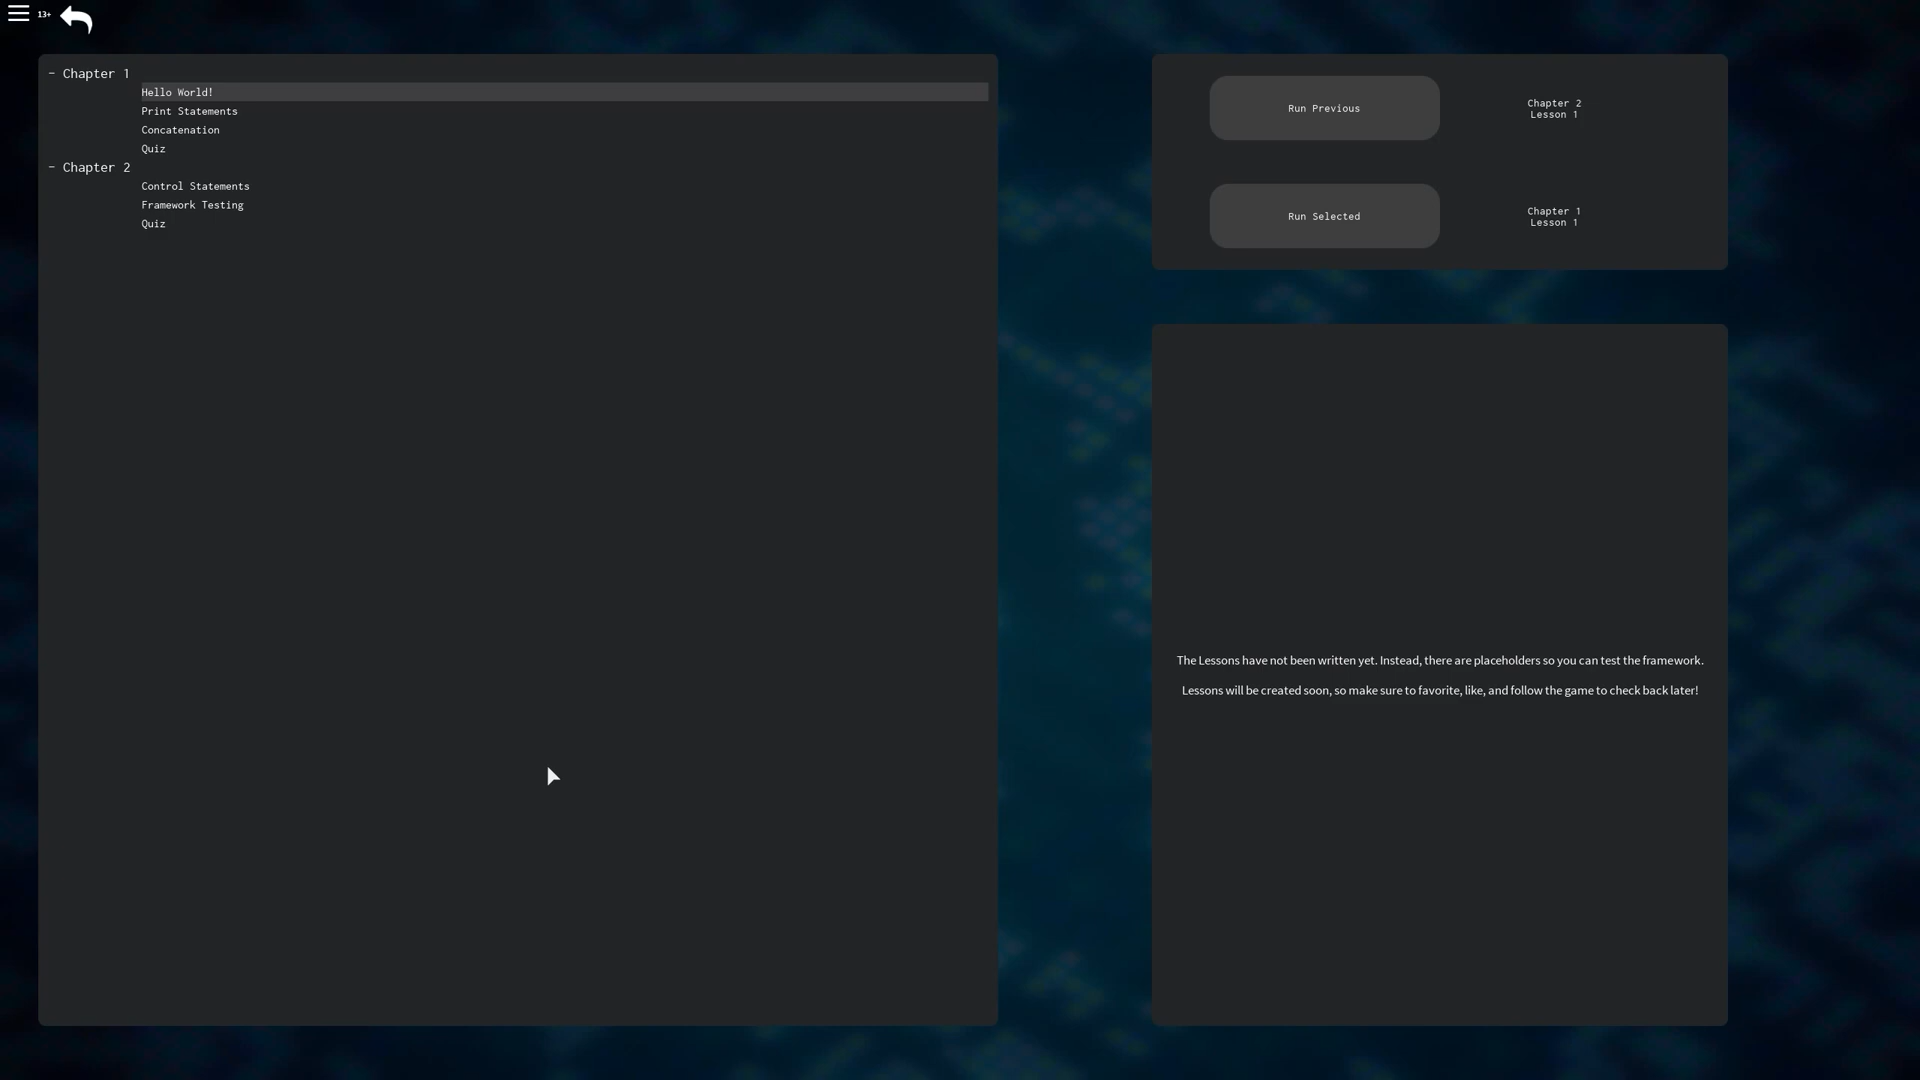 13+
- Chapter 1
Hello World!
Print Statements
Concatenation
Quiz
- Chapter 2
Control Statements
Framework Testing
Quiz
Run Previous
Chapter 2
Lesson 1
Run Selected
Chapter 1
Lesson 1
The Lessons have not been written yet. Instead, there are placeholders so you can test the framework.
Lessons will be created soon, so make sure to favorite, like, and follow the game to check back later!